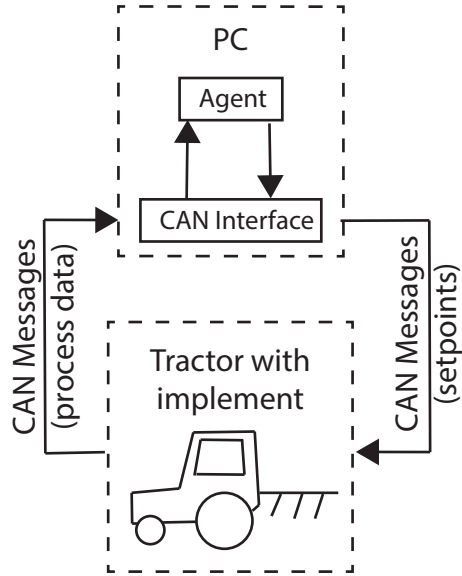 PC
Agent
CAN Interface
CAN Messages
(process data)
CAN Messages
(setpoints)
Tractor with
implement